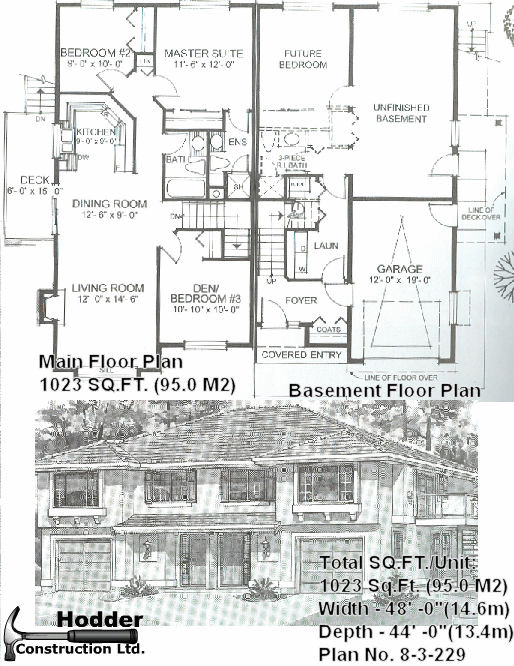 BEDROOM #2
9'- 0" x 10'- 0"
MASTER SUITE
11'- 6" x 12'- 0"
FUTURE
BEDROOM
UP
UNFINISHED
BASEMENT
DN
KITCHEN
9'-0" x 9'- 0"
DW
BATH
ENS
3-PIECE
R.I. BATH
DECK
6'- 0" x 15'- 0"
SH
DINING ROOM
12'- 6" x 9'- 0"
LINE OF
DECK OVER
DN
LAUN
W
GARAGE
12'- 0" x 19'- 0"
UP
LIVING ROOM
12'- 0" x 14'- 6"
DEN/
BEDROOM #3
10'- 10" x 10'- 0"
FOYER
COATS
COVERED ENTRY
Main Floor Plan
1023 SQ.FT. (95.0 M2)
LINE OF FLOOR OVER
Basement Floor Plan
Total SQ-FT./Unit:
1023 Sq.Ft. (95.0 M2)
Width - 48' -0"(14.6m)
Depth - 44' -0"(13.4m)
Plan No. 8-3-229
Hodder
Construction Ltd.